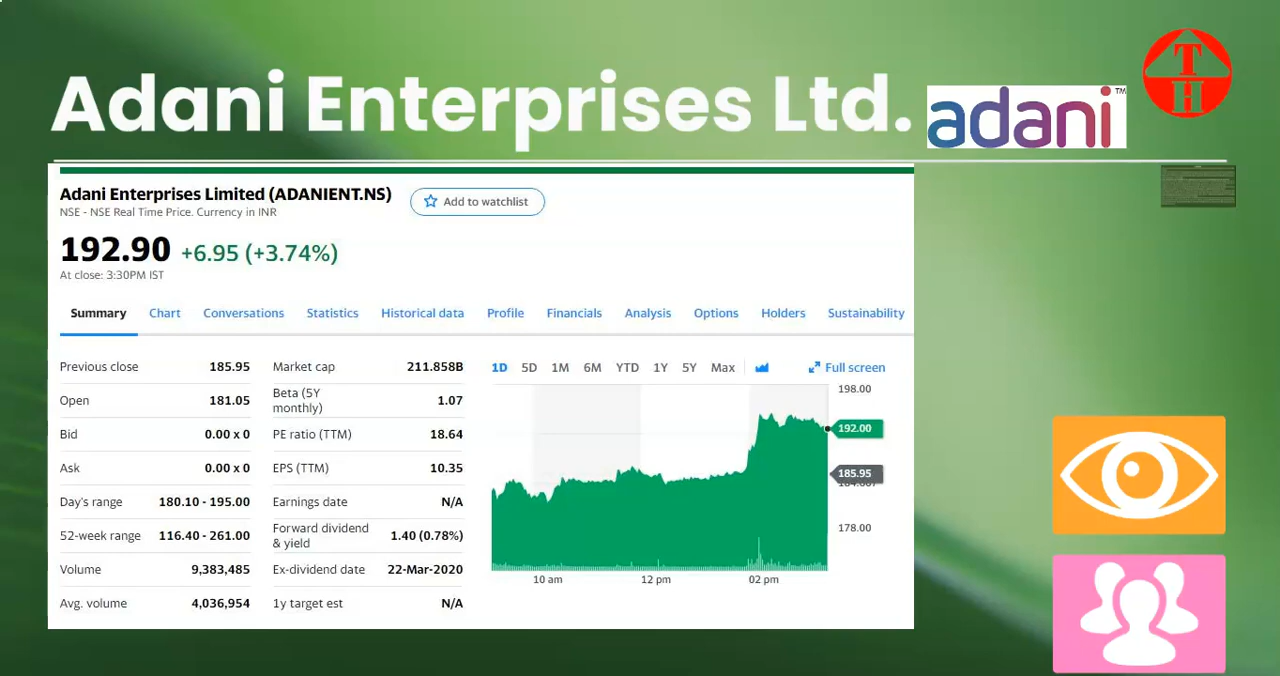 Adani Enterprises Ltd.
adani™
T
H
Adani Enterprises Limited (ADANIENT.NS)
Add to watchlist
NSE - NSE Real Time Price. Currency in INR
192.90 +6.95 (+3.74%)
At close: 3:30PM IST
Summary Chart Conversations Statistics Historical data Profile Financials Analysis Options Holders Sustainability
Previous close 185.95
Open 181.05
Bid 0.00 x 0
Ask 0.00 x 0
Day's range 180.10 - 195.00
52-week range 116.40 - 261.00
Volume 9,383,485
Avg. volume 4,036,954
Market cap 211.858B
Beta (5Y
monthly) 1.07
PE ratio (TTM) 18.64
EPS (TTM) 10.35
Earnings date N/A
Forward dividend
& yield 1.40 (0.78%)
Ex-dividend date 22-Mar-2020
1y target est N/A
1D 5D 1M 6M YTD 1Y 5Y Max Full screen
198.00
192.00
185.95
178.00
10 am 12 pm 02 pm